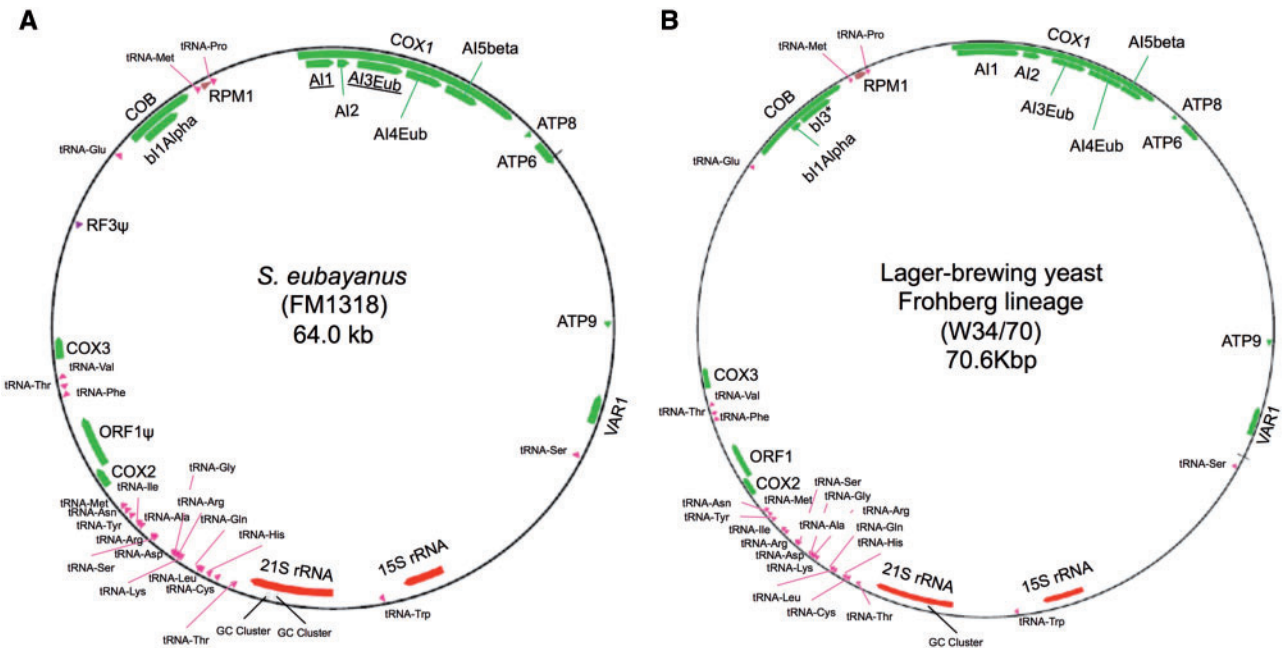 A
tRNA-Pro
tRNA-Met
RPM1
COX1
AI5beta
AI1
AI3Eub
AI2
AI4Eub
COB
bI1Alpha
ATP8
ATP6
tRNA-Glu
RF3ψ
S. eubayanus
(FM1318)
64.0 kb
ATP9
COX3
tRNA-Val
tRNA-Thr
tRNA-Phe
VAR1
ORF1ψ
tRNA-Ser
COX2
tRNA-Gly
tRNA-Ile
tRNA-Met
tRNA-Asn
tRNA-Arg
tRNA-Tyr
tRNA-Ala
tRNA-Gln
tRNA-Arg
tRNA-His
tRNA-Asp
tRNA-Ser
21S rRNA
15S rRNA
tRNA-Leu
tRNA-Lys
tRNA-Cys
tRNA-Trp
GC Cluster
GC Cluster
tRNA-Thr
B
tRNA-Pro
tRNA-Met
RPM1
COX1
AI5beta
AI1
AI2
AI3Eub
AI4Eub
COB
bI3*
bI1Alpha
ATP8
ATP6
tRNA-Glu
Lager-brewing yeast
Frohberg lineage
(W34/70)
70.6Kbp
ATP9
COX3
tRNA-Val
tRNA-Thr
tRNA-Phe
VAR1
ORF1
tRNA-Ser
COX2
tRNA-Ser
tRNA-Met
tRNA-Gly
tRNA-Asn
tRNA-Arg
tRNA-Tyr
tRNA-Ile
tRNA-Ala
tRNA-Gln
tRNA-Arg
tRNA-His
tRNA-Asp
tRNA-Lys
21S rRNA
15S rRNA
tRNA-Leu
tRNA-Cys
tRNA-Thr
tRNA-Trp
GC Cluster